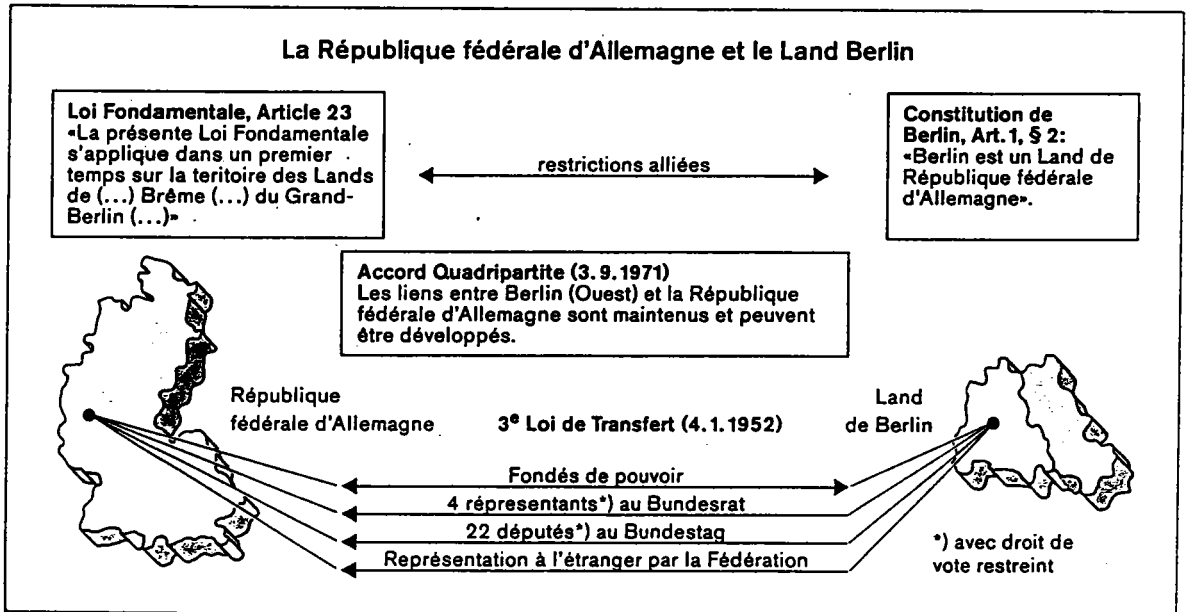 La République fédérale d'Allemagne et le Land Berlin
Loi Fondamentale, Article 23
«La présente Loi Fondamentale
s'applique dans un premier
temps sur la teritoire des Lands
de (...) Brême (...) du Grand-
Berlin (...)»
restrictions alliées
Constitution de
Berlin, Art. 1, § 2:
«Berlin est un Land de
République fédérale
d'Allemagne».
Accord Quadripartite (3.9.1971)
Les liens entre Berlin (Ouest) et la République
fédérale d'Allemagne sont maintenus et peuvent
être développés.
République
fédérale d'Allemagne
3e Loi de Transfert (4.1.1952)
Land
de Berlin
Fondés de pouvoir
4 réprésentants*) au Bundesrat
22 députés*) au Bundestag
Représentation à l'étranger par la Fédération
*) avec droit de
vote restreint